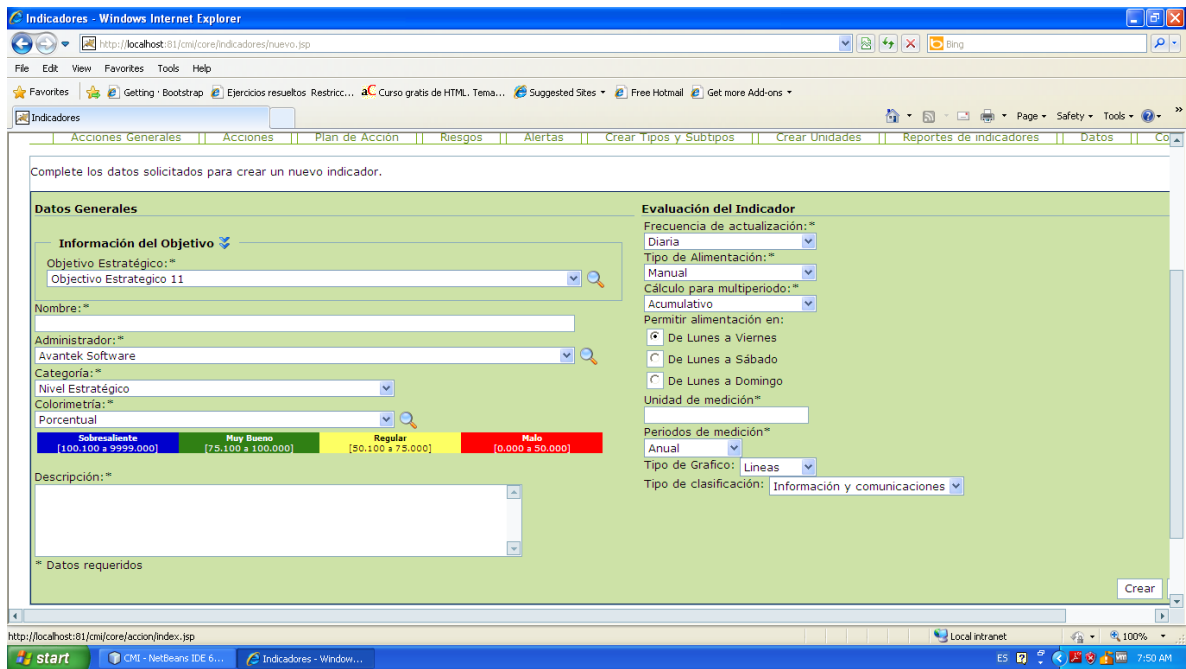 Indicadores - Windows Internet Explorer
http://localhost:81/cmi/core/indicadores/nuevo.jsp
Bing
File Edit View Favorites Tools Help
Favorites Getting · Bootstrap Ejercicios resueltos Restricc... aC Curso gratis de HTML. Tema... Suggested Sites Free Hotmail Get more Add-ons
Indicadores Page Safety Tools »
Acciones Generales || Acciones || Plan de Acción || Riesgos || Alertas || Crear Tipos y Subtipos || Crear Unidades || Reportes de indicadores || Datos || Co
Complete los datos solicitados para crear un nuevo indicador.
Datos Generales
Información del Objetivo
Objetivo Estratégico:*
Objectivo Estrategico 11
Nombre:*
Administrador:*
Avantek Software
Categoría:*
Nivel Estratégico
Colorimetría:*
Porcentual
Sobresaliente
[100.100 a 9999.000]
Muy Bueno
[75.100 a 100.000]
Regular
[50.100 a 75.000]
Malo
[0.000 a 50.000]
Descripción:*
* Datos requeridos
Evaluación del Indicador
Frecuencia de actualización:*
Diaria
Tipo de Alimentación:*
Manual
Cálculo para multiperiodo:*
Acumulativo
Permitir alimentación en:
De Lunes a Viernes
De Lunes a Sábado
De Lunes a Domingo
Unidad de medición*
Periodos de medición*
Anual
Tipo de Grafico: Lineas
Tipo de clasificación: Información y comunicaciones
Crear
http://localhost:81/cmi/core/accion/index.jsp Local intranet 100%
start CMI - NetBeans IDE 6... Indicadores - Window... ES 7:50 AM